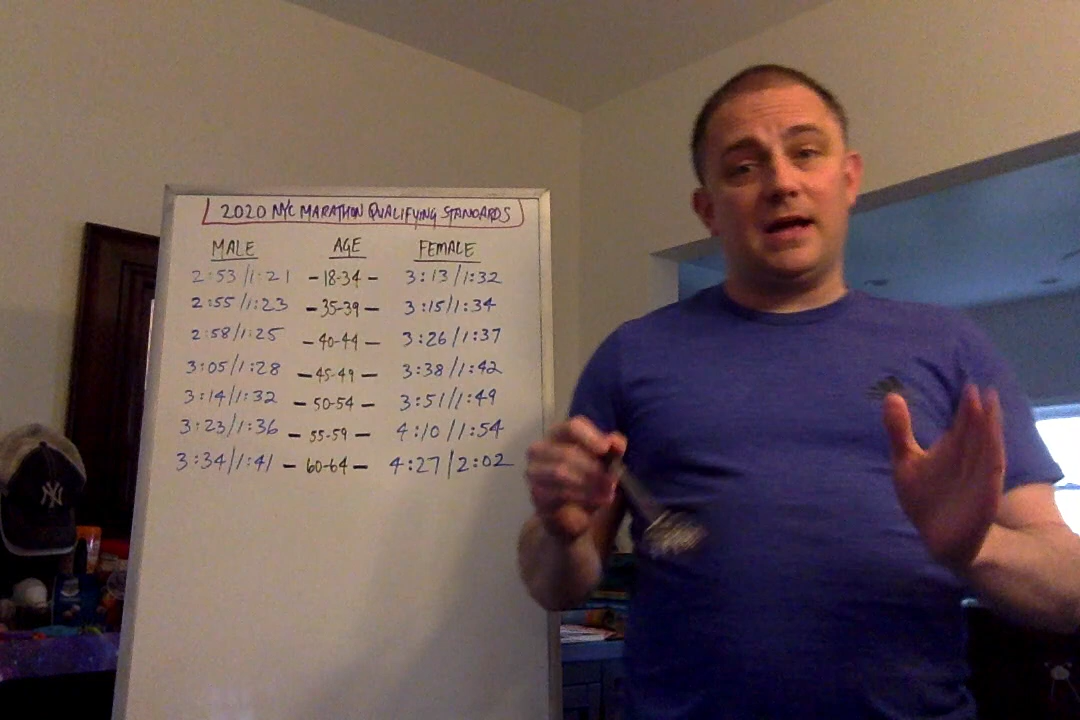 2020 NYC MARATHON QUALIFYING STANDARDS
MALE AGE FEMALE
2:53/1:21 - 18-34 - 3:13/1:32
2:55/1:23 - 35-39 - 3:15/1:34
2:58/1:25 - 40-44 - 3:26/1:37
3:05/1:28 - 45-49 - 3:38/1:42
3:14/1:32 - 50-54 - 3:51/1:49
3:23/1:36 - 55-59 - 4:10/1:54
3:34/1:41 - 60-64 - 4:27/2:02
NY